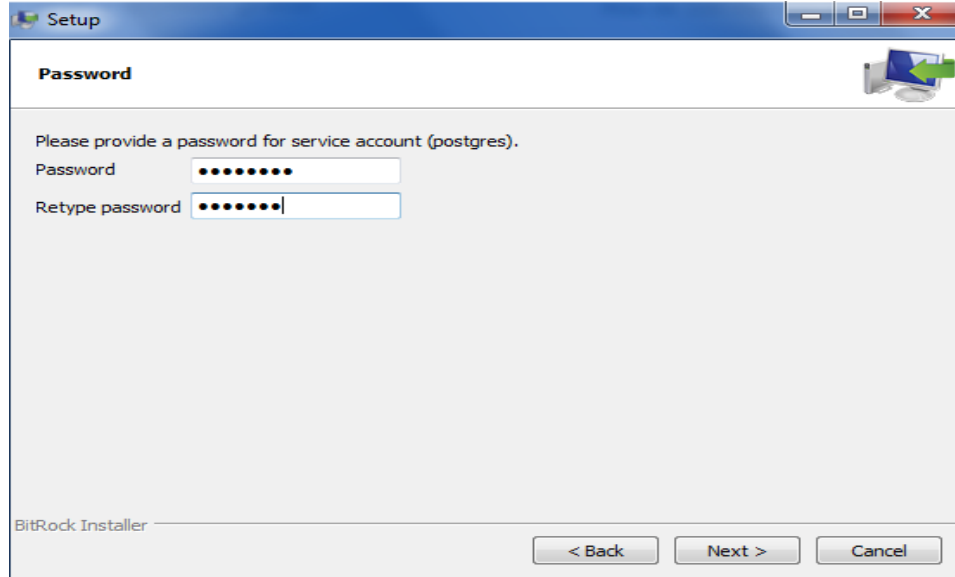 Setup
Password
Please provide a password for service account (postgres).
Password ••••••••
Retype password •••••••
BitRock Installer
< Back Next > Cancel